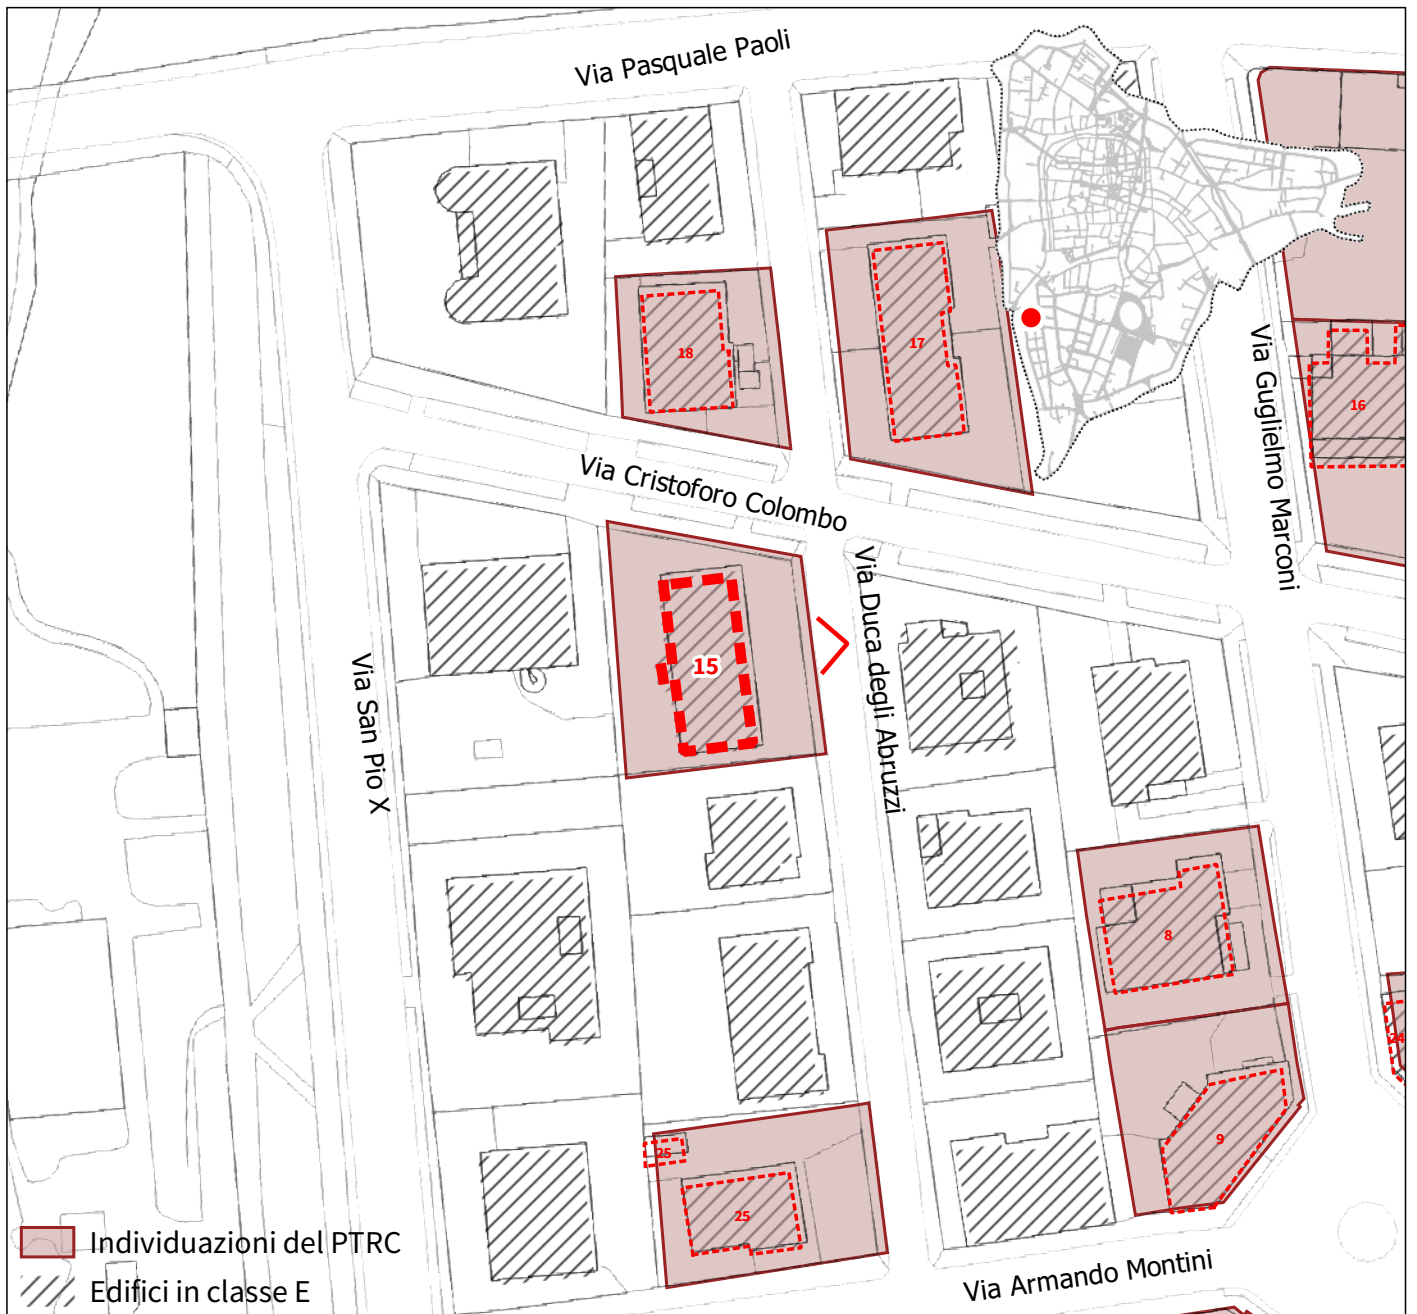 Via Pasquale Paoli
18
17
16
Via Guglielmo Marconi
Via Cristoforo Colombo
15
Via Duca degli Abruzzi
Via San Pio X
8
24
9
25
25
Individuazioni del PTRC
Edifici in classe E
Via Armando Montini